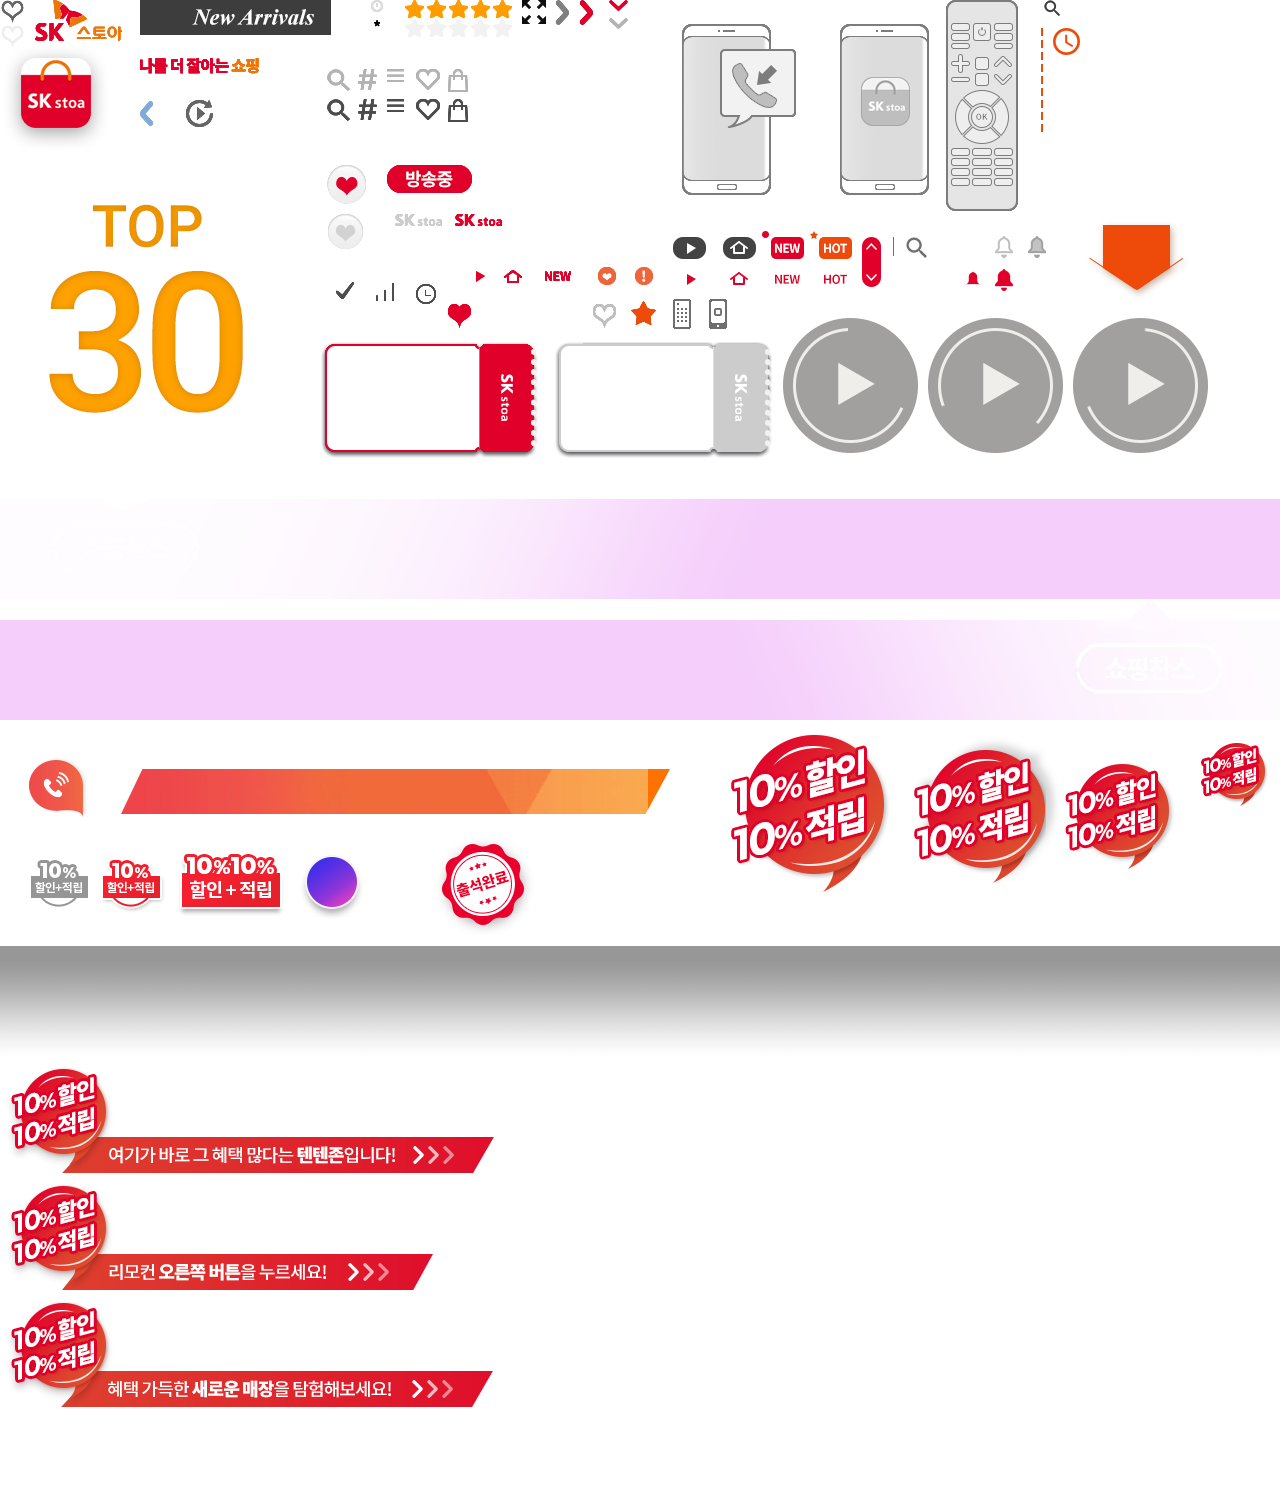 SK스토아
New Arrivals
SK stoa
나를 더 잘아는 쇼핑
방송중
SK stoa
SK stoa
SK stoa
OK
TOP
30
NEW
HOT
NEW
NEW
HOT
SK stoa
SK stoa
쇼핑찬스
10% 할인
10% 적립
10% 할인
10% 적립
10% 할인
10% 적립
10% 할인
10% 적립
10%
할인+적립
10%
할인+적립
10%10%
할인+적립
출석완료
10% 할인
10% 적립
여기가 바로 그 혜택 많다는 텐텐존입니다!
10% 할인
10% 적립
리모컨 오른쪽 버튼을 누르세요!
10% 할인
10% 적립
혜택 가득한 새로운 매장을 탐험해보세요!